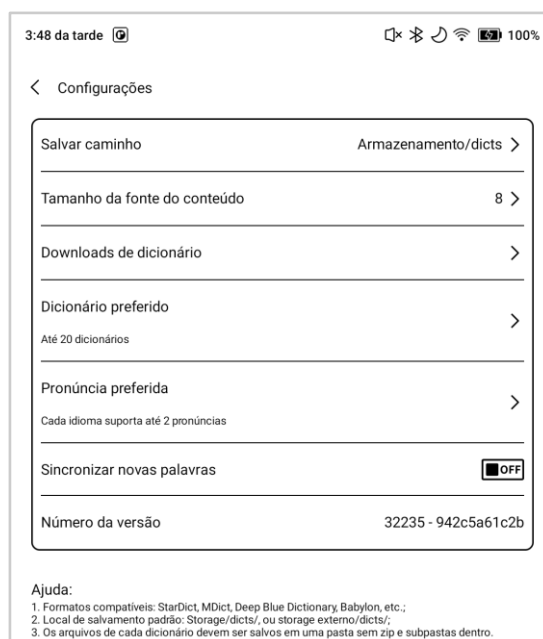 3:48 da tarde 100%
Configurações
Salvar caminho Armazenamento/dicts
Tamanho da fonte do conteúdo 8
Downloads de dicionário
Dicionário preferido
Até 20 dicionários
Pronúncia preferida
Cada idioma suporta até 2 pronúncias
Sincronizar novas palavras OFF
Número da versão 32235 - 942c5a61c2b
Ajuda:
1. Formatos compatíveis: StarDict, MDict, Deep Blue Dictionary, Babylon, etc.;
2. Local de salvamento padrão: Storage/dicts/, ou storage externo/dicts/;
3. Os arquivos de cada dicionário devem ser salvos em uma pasta sem zip e subpastas dentro.